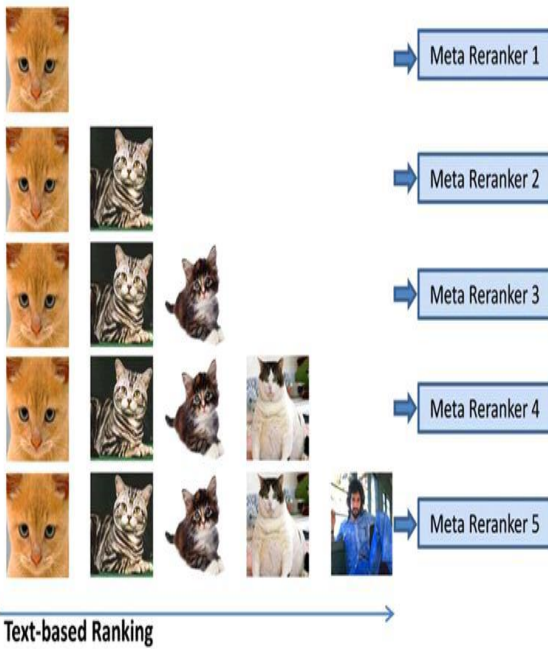 Meta Reranker 1
Meta Reranker 2
Meta Reranker 3
Meta Reranker 4
Meta Reranker 5
Text-based Ranking